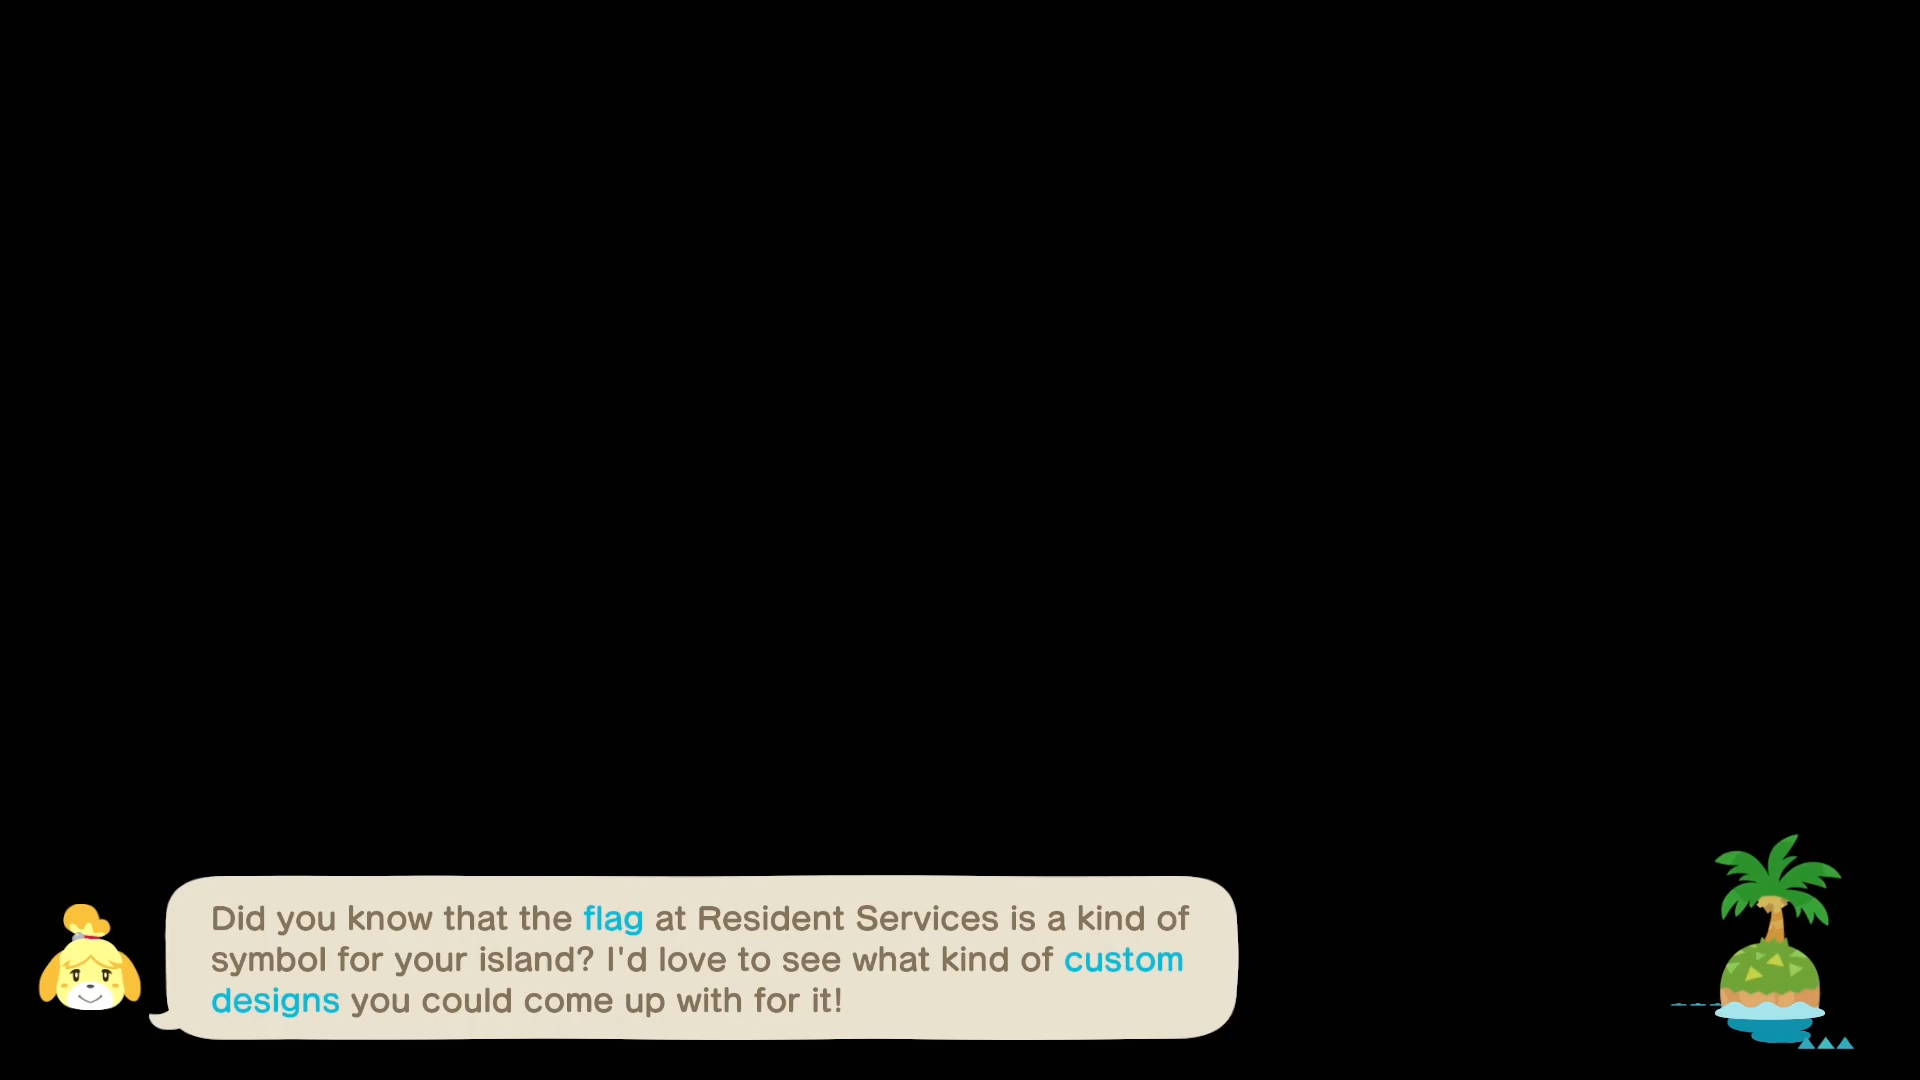 Did you know that the flag at Resident Services is a kind of
symbol for your island? I'd love to see what kind of custom
designs you could come up with for it!